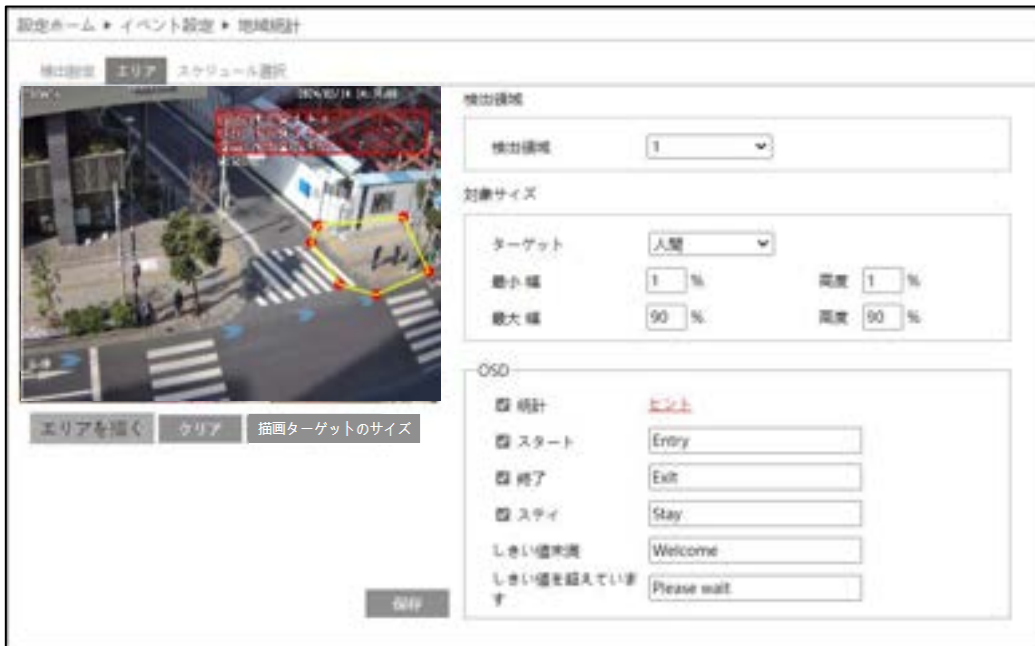 設定ホーム ▸ イベント設定 ▸ 地域統計
検出設定 エリア スケジュール選択
検出領域
検出領域 1
対象サイズ
ターゲット 人間
最小 幅 1 % 高度 1 %
最大 幅 90 % 高度 90 %
OSD
統計 ヒント
スタート Entry
終了 Exit
スティ Stay
しきい値未満 Welcome
しきい値を超えていま
す Please wait
エリアを描く クリア 描画ターゲットのサイズ
保存